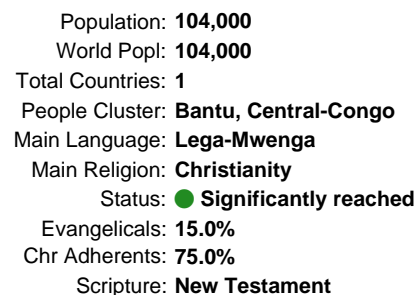 Population: 104,000
World Popl: 104,000
Total Countries: 1
People Cluster: Bantu, Central-Congo
Main Language: Lega-Mwenga
Main Religion: Christianity
Status: Significantly reached
Evangelicals: 15.0%
Chr Adherents: 75.0%
Scripture: New Testament